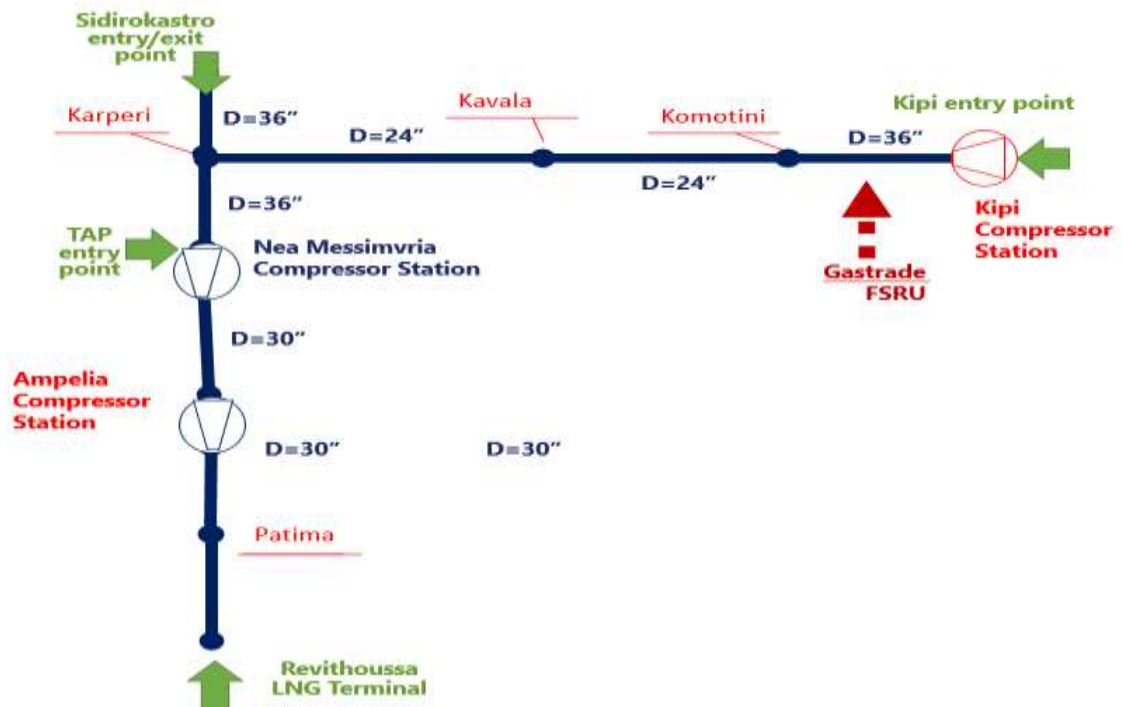 Sidirokastro
entry/exit
point
Karperi
D=36”
D=24”
Kavala
Komotini
Kipi entry point
D=36”
D=24”
D=36”
Kipi
Compressor
Station
TAP
entry
point
Nea Messimvria
Compressor Station
Gastrade
FSRU
D=30”
Ampelia
Compressor
Station
D=30”
D=30”
Patima
Revithoussa
LNG Terminal